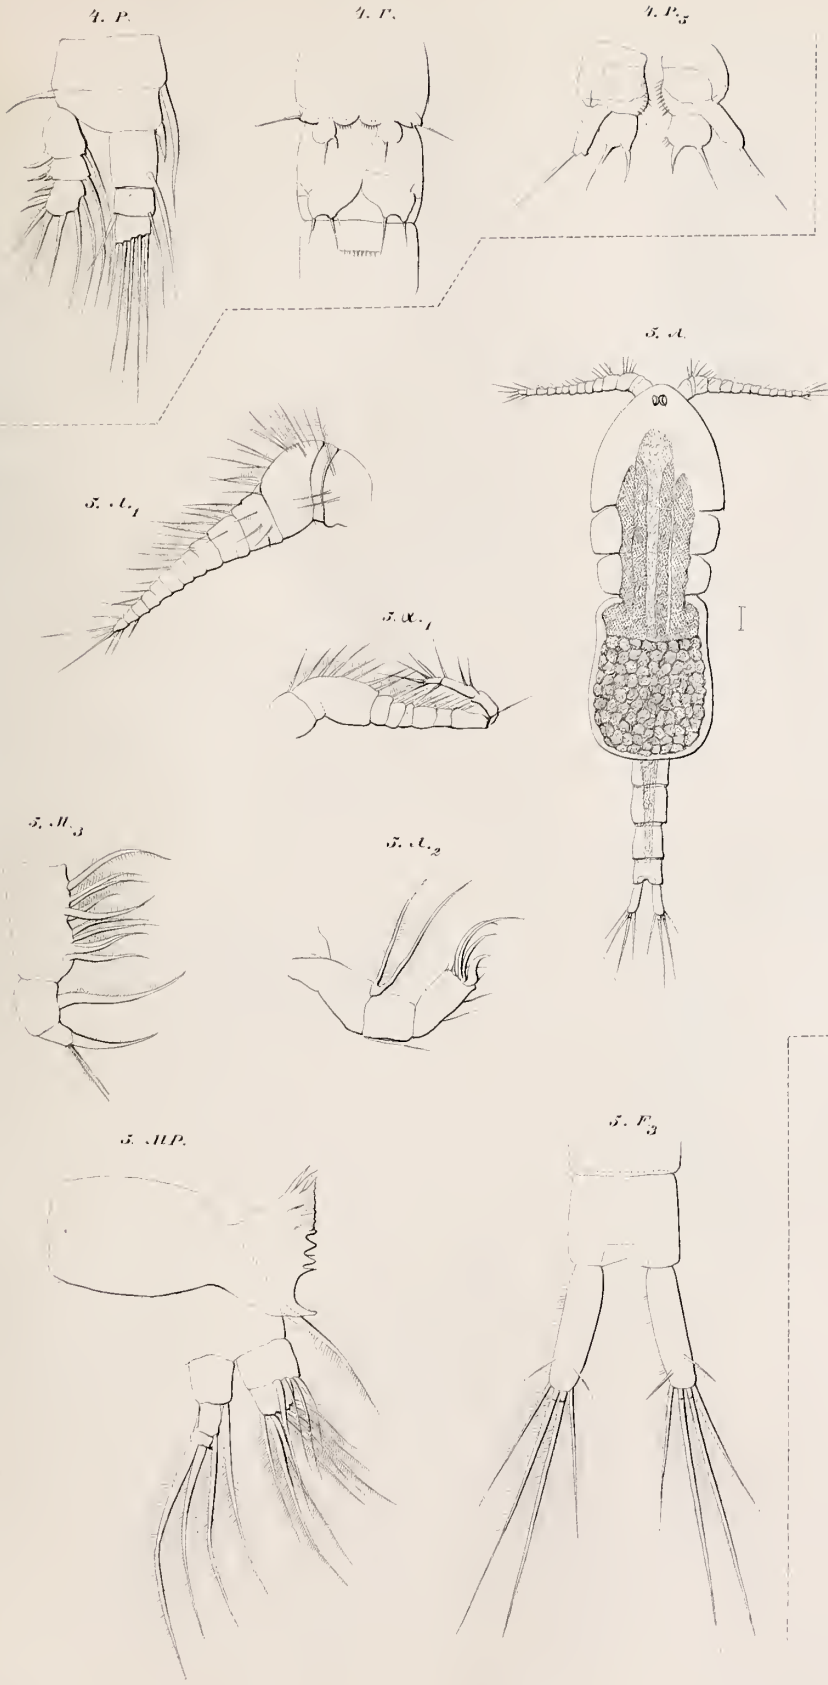 4. P.
4. F.
4. P. 5
5. A.
5. A. 1
5. α. 1
5. M. 3
5. A. 2
5. MP.
5. F. 3